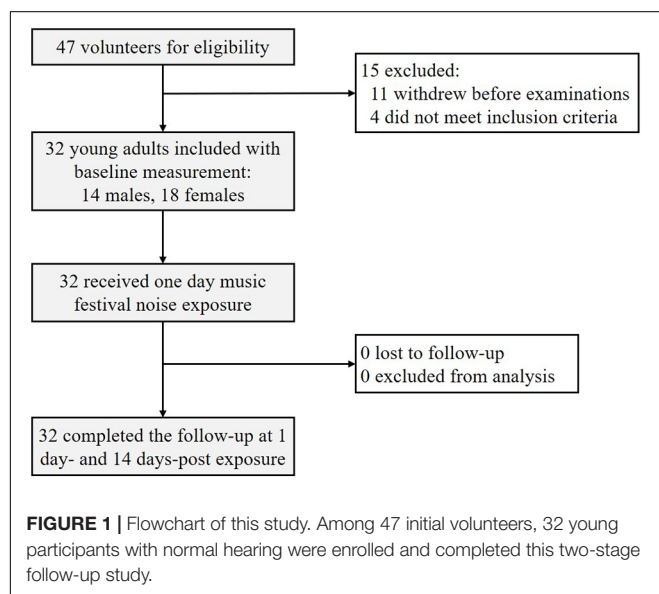 47 volunteers for eligibility
15 excluded:
11 withdrew before examinations
4 did not meet inclusion criteria
32 young adults included with
baseline measurement:
14 males, 18 females
32 received one day music
festival noise exposure
0 lost to follow-up
0 excluded from analysis
32 completed the follow-up at 1
day- and 14 days-post exposure
FIGURE 1 | Flowchart of this study. Among 47 initial volunteers, 32 young
participants with normal hearing were enrolled and completed this two-stage
follow-up study.